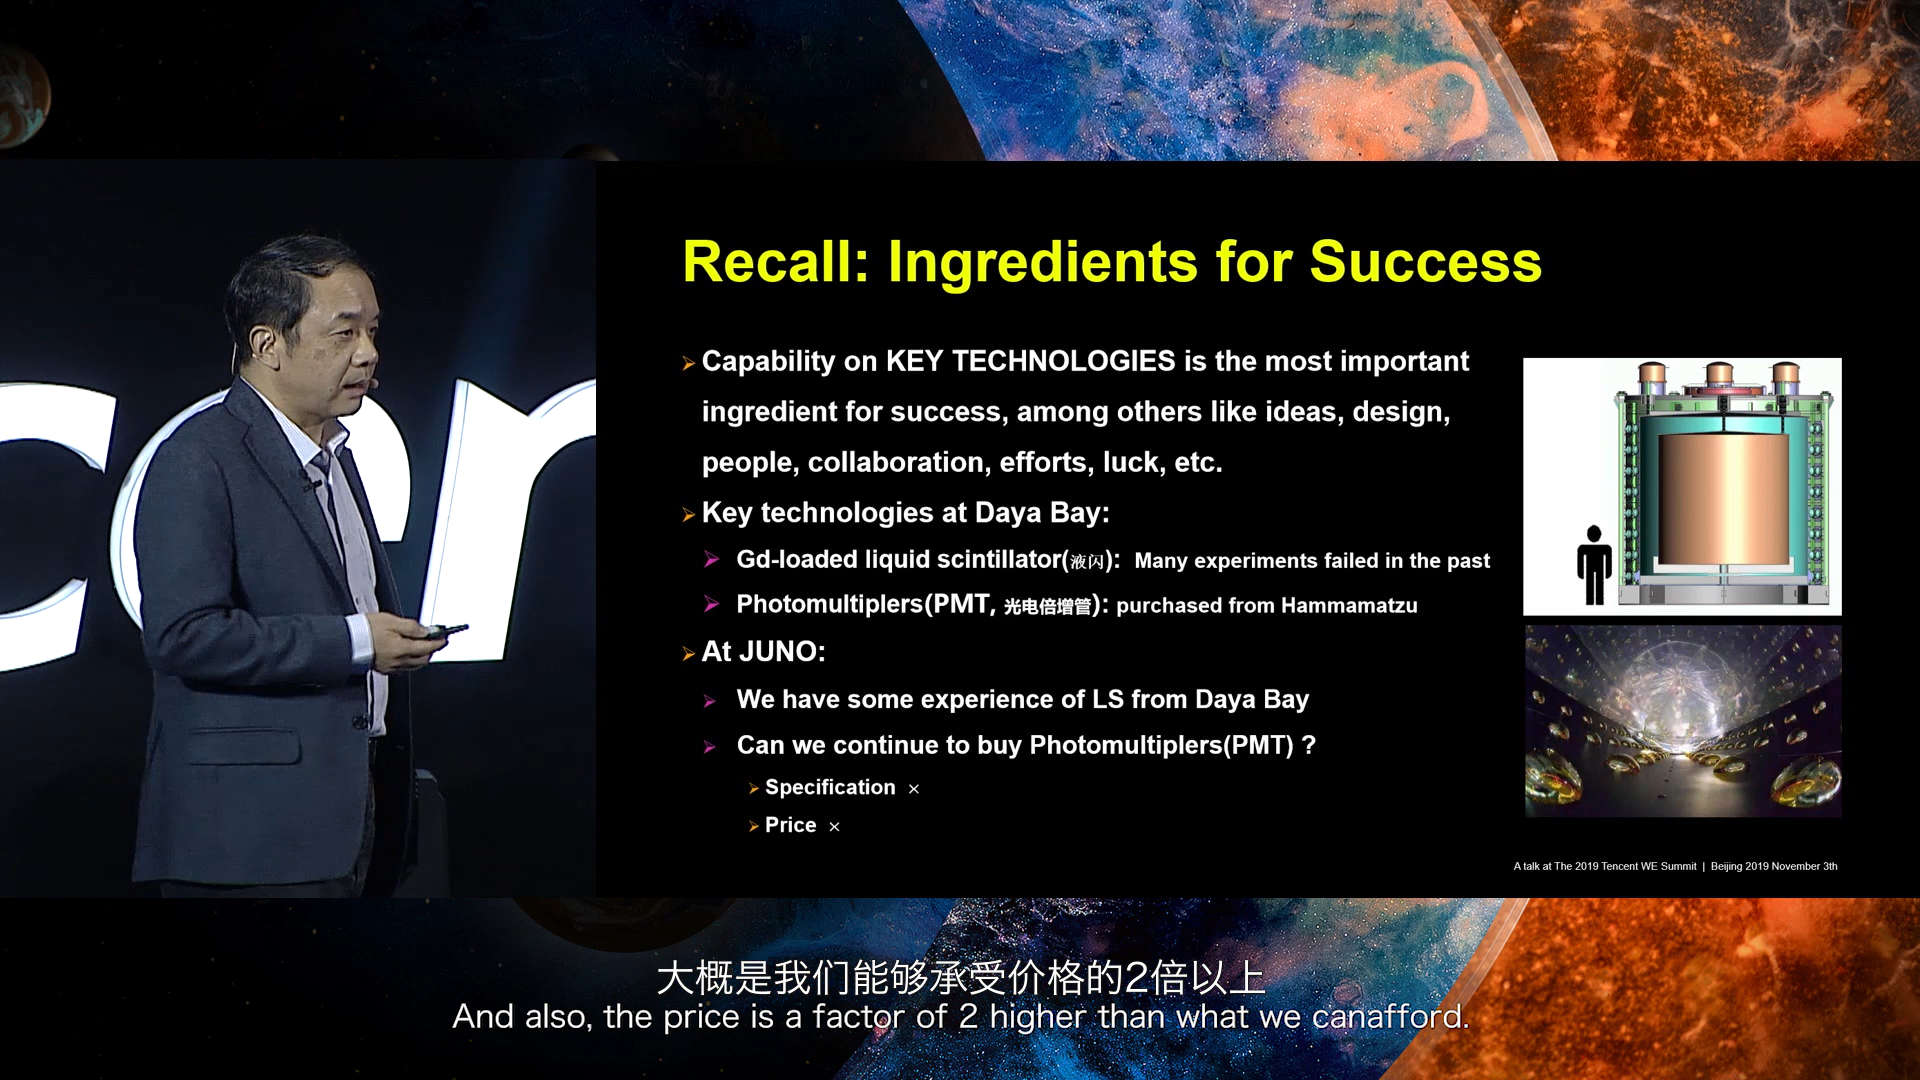 Recall: Ingredients for Success
Capability on KEY TECHNOLOGIES is the most important
ingredient for success, among others like ideas, design,
people, collaboration, efforts, luck, etc.
Key technologies at Daya Bay:
Gd-loaded liquid scintillator(液闪): Many experiments failed in the past
Photomultiplers(PMT, 光电倍增管): purchased from Hammamatzu
At JUNO:
We have some experience of LS from Daya Bay
Can we continue to buy Photomultiplers(PMT) ?
Specification ×
Price ×
A talk at The 2019 Tencent WE Summit | Beijing 2019 November 3th
大概是我们能够承受价格的2倍以上
And also, the price is a factor of 2 higher than what we canafford.